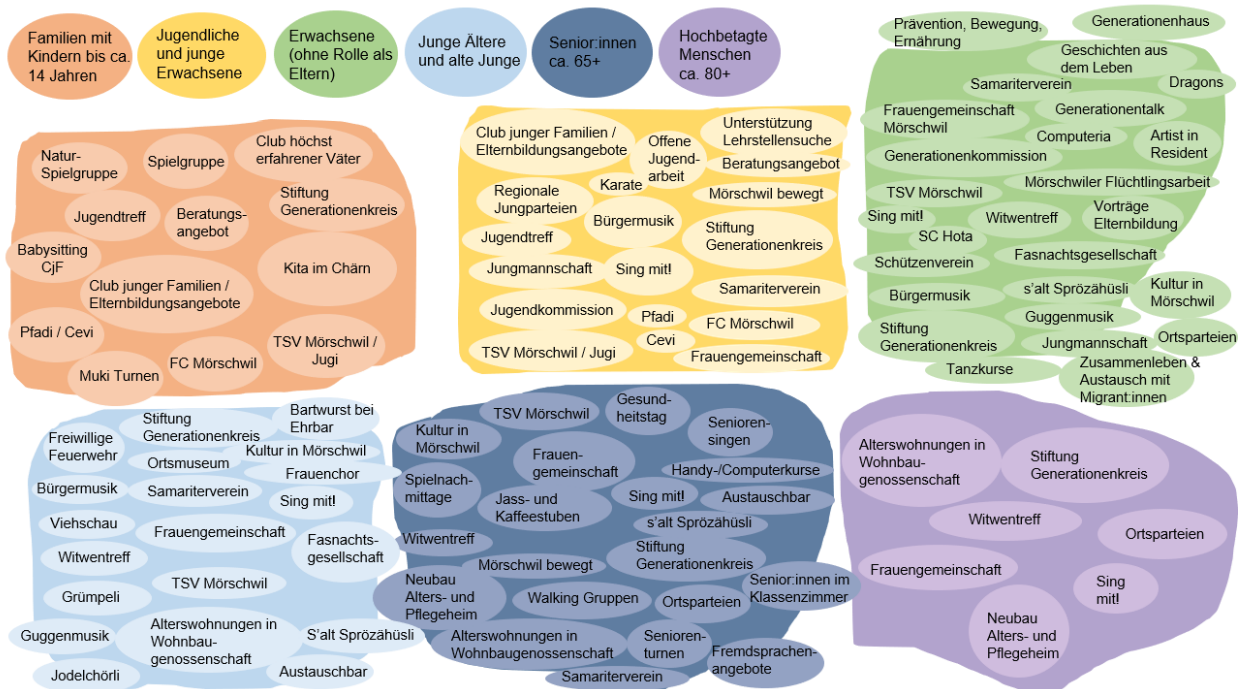 Familien mit
Kindern bis ca.
14 Jahren
Jugendliche
und junge
Erwachsene
Erwachsene
(ohne Rolle als
Eltern)
Junge Ältere
und alte Junge
Senior:innen
ca. 65+
Hochbetagte
Menschen
ca. 80+
Natur-
Spielgruppe
Spielgruppe
Club höchst
erfahrener Väter
Jugendtreff
Beratungs-
angebot
Stiftung
Generationenkreis
Babysitting
CjF
Club junger Familien /
Elternbildungsangebote
Kita im Chärn
Pfadi / Cevi
Muki Turnen
FC Mörschwil
TSV Mörschwil /
Jugi
Club junger Familien /
Elternbildungsangebote
Offene
Jugend-
arbeit
Unterstützung
Lehrstellensuche
Beratungsangebot
Karate
Regionale
Jungparteien
Mörschwil bewegt
Bürgermusik
Stiftung
Generationenkreis
Jugendtreff
Jungmannschaft
Sing mit!
Samariterverein
Jugendkommission
Pfadi
FC Mörschwil
Cevi
TSV Mörschwil / Jugi
Frauengemeinschaft
Prävention, Bewegung,
Ernährung
Generationenhaus
Geschichten aus
dem Leben
Samariterverein
Dragons
Frauengemeinschaft
Mörschwil
Generationentalk
Computeria
Artist in
Resident
Generationenkommission
TSV Mörschwil
Mörschwiler Flüchtlingsarbeit
Sing mit!
Witwentreff
Vorträge
Elternbildung
SC Hota
Schützenverein
Fasnachtsgesellschaft
Bürgermusik
s'alt Sprözähüsli
Kultur in
Mörschwil
Guggenmusik
Stiftung
Generationenkreis
Jungmannschaft
Ortsparteien
Tanzkurse
Zusammenleben &
Austausch mit
Migrant:innen
Freiwillige
Feuerwehr
Stiftung
Generationenkreis
Bartwurst bei
Ehrbar
Kultur in Mörschwil
Ortsmuseum
Frauenchor
Bürgermusik
Samariterverein
Sing mit!
Viehschau
Frauengemeinschaft
Fasnachts-
gesellschaft
Witwentreff
TSV Mörschwil
Grümpeli
Guggenmusik
Alterswohnungen in
Wohnbau-
genossenschaft
S'alt Sprözähüsli
Jodelchörli
Austauschbar
TSV Mörschwil
Gesund-
heitstag
Senioren-
singen
Kultur in
Mörschwil
Frauen-
gemeinschaft
Handy-/Computerkurse
Spielnach-
mittage
Jass- und
Kaffeestuben
Sing mit!
Austauschbar
s'alt Sprözähüsli
Witwentreff
Mörschwil bewegt
Stiftung
Generationenkreis
Neubau
Alters- und
Pflegeheim
Walking Gruppen
Ortsparteien
Senior:innen im
Klassenzimmer
Alterswohnungen in
Wohnbaugenossenschaft
Senioren-
turnen
Fremdsprachen-
angebote
Samariterverein
Alterswohnungen in
Wohnbau-
genossenschaft
Stiftung
Generationenkreis
Witwentreff
Ortsparteien
Frauengemeinschaft
Sing
mit!
Neubau
Alters- und
Pflegeheim